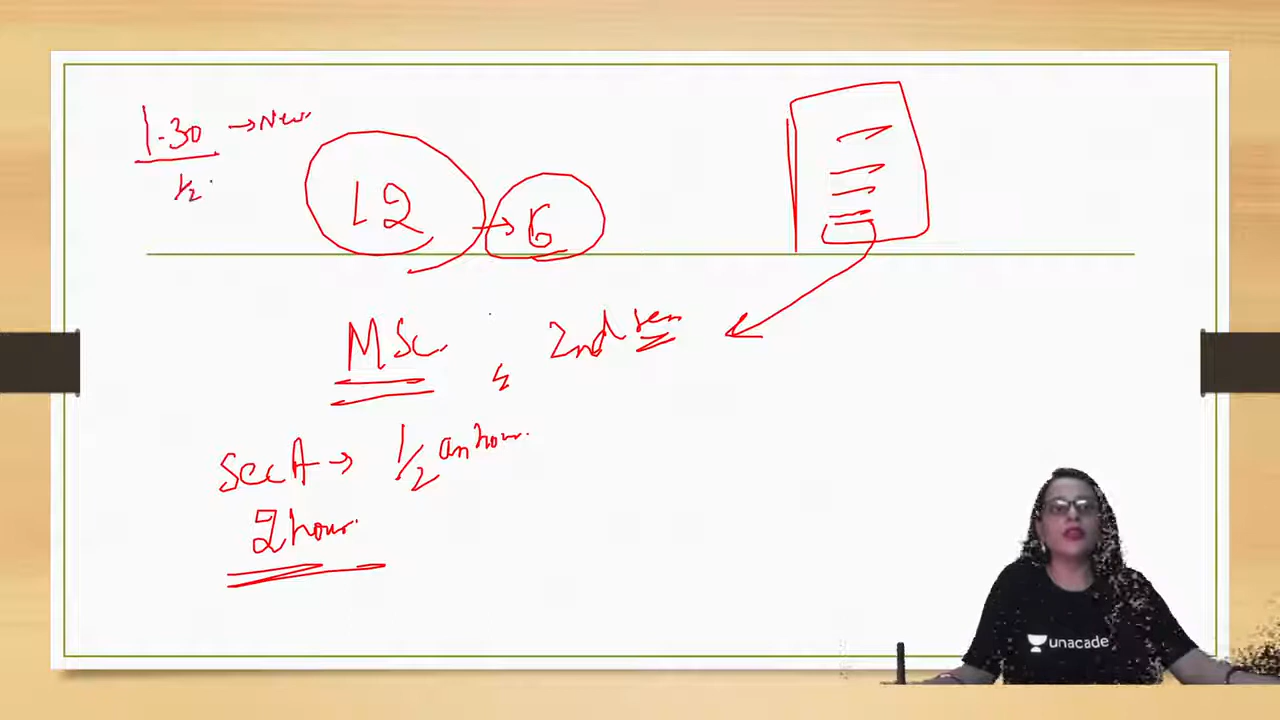 1.30 → New
1/2
12 → 6
MSc , 2nd sem
Sec A → 1/2 an hour.
2 hour.
unacade